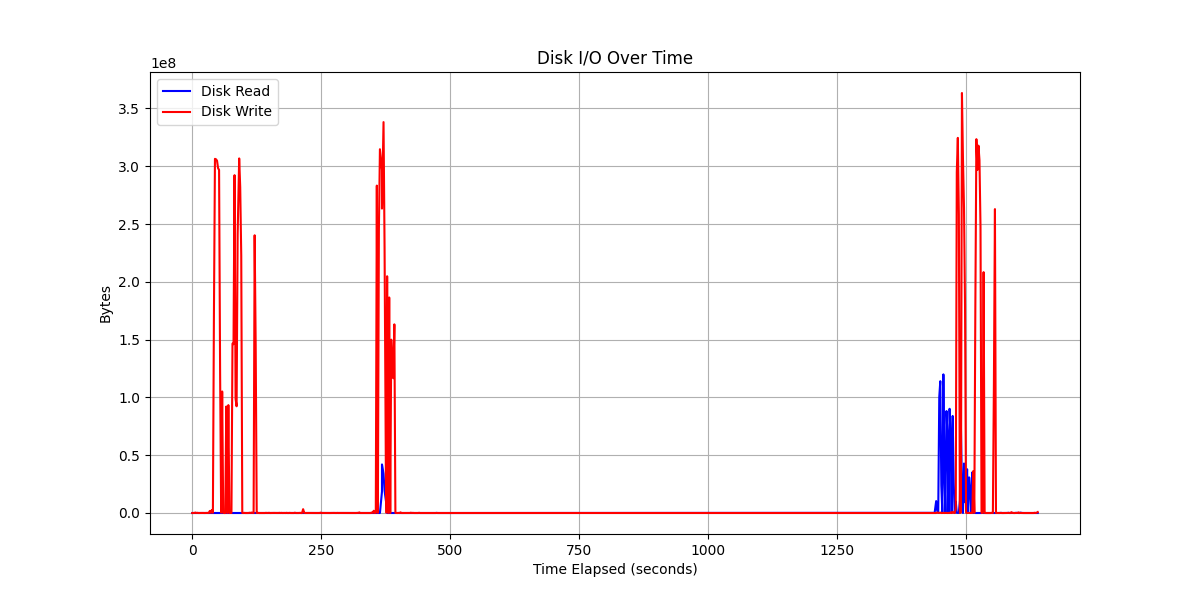 Disk I/O Over Time
1e8
Disk Read
Disk Write
3.5
3.0
2.5
2.0
1.5
1.0
0.5
0.0
Bytes
0 250 500 750 1000 1250 1500
Time Elapsed (seconds)